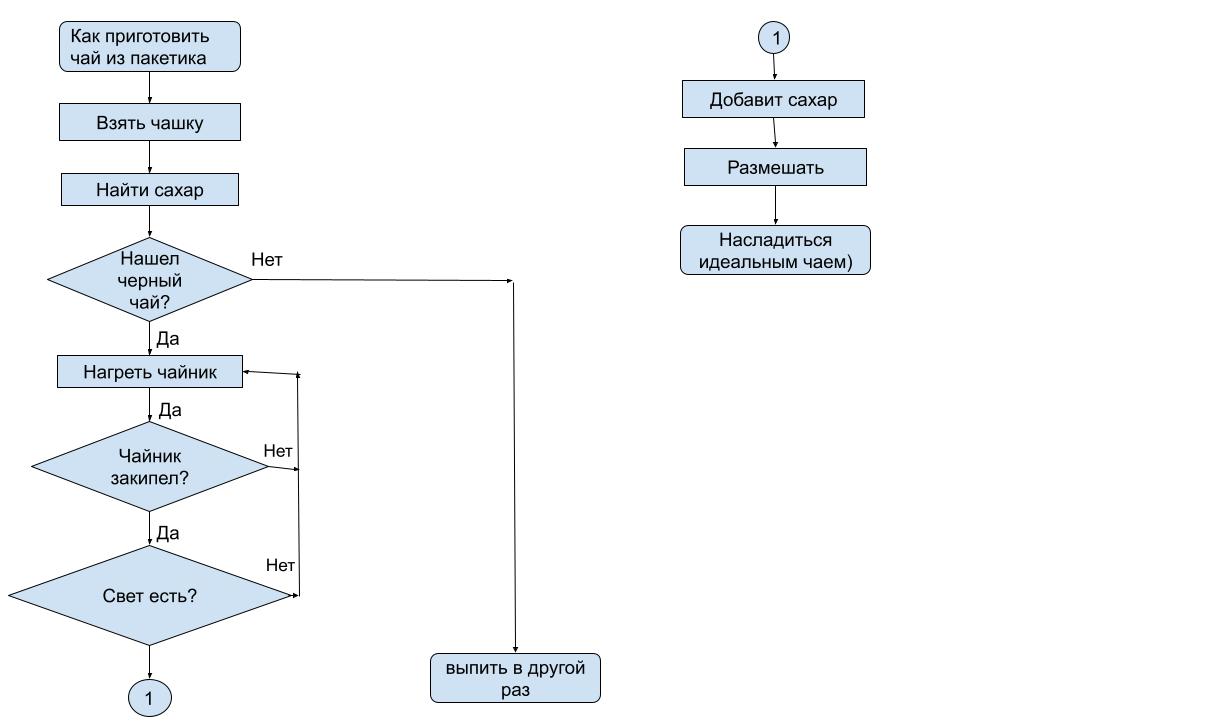 Как приготовить
чай из пакетика
Взять чашку
Найти сахар
Нашел
черный
чай?
Нет
Да
Нагреть чайник
Да
Чайник
закипел?
Нет
Да
Нет
Свет есть?
1
выпить в другой
раз
1
Добавит сахар
Размешать
Насладиться
идеальным чаем)